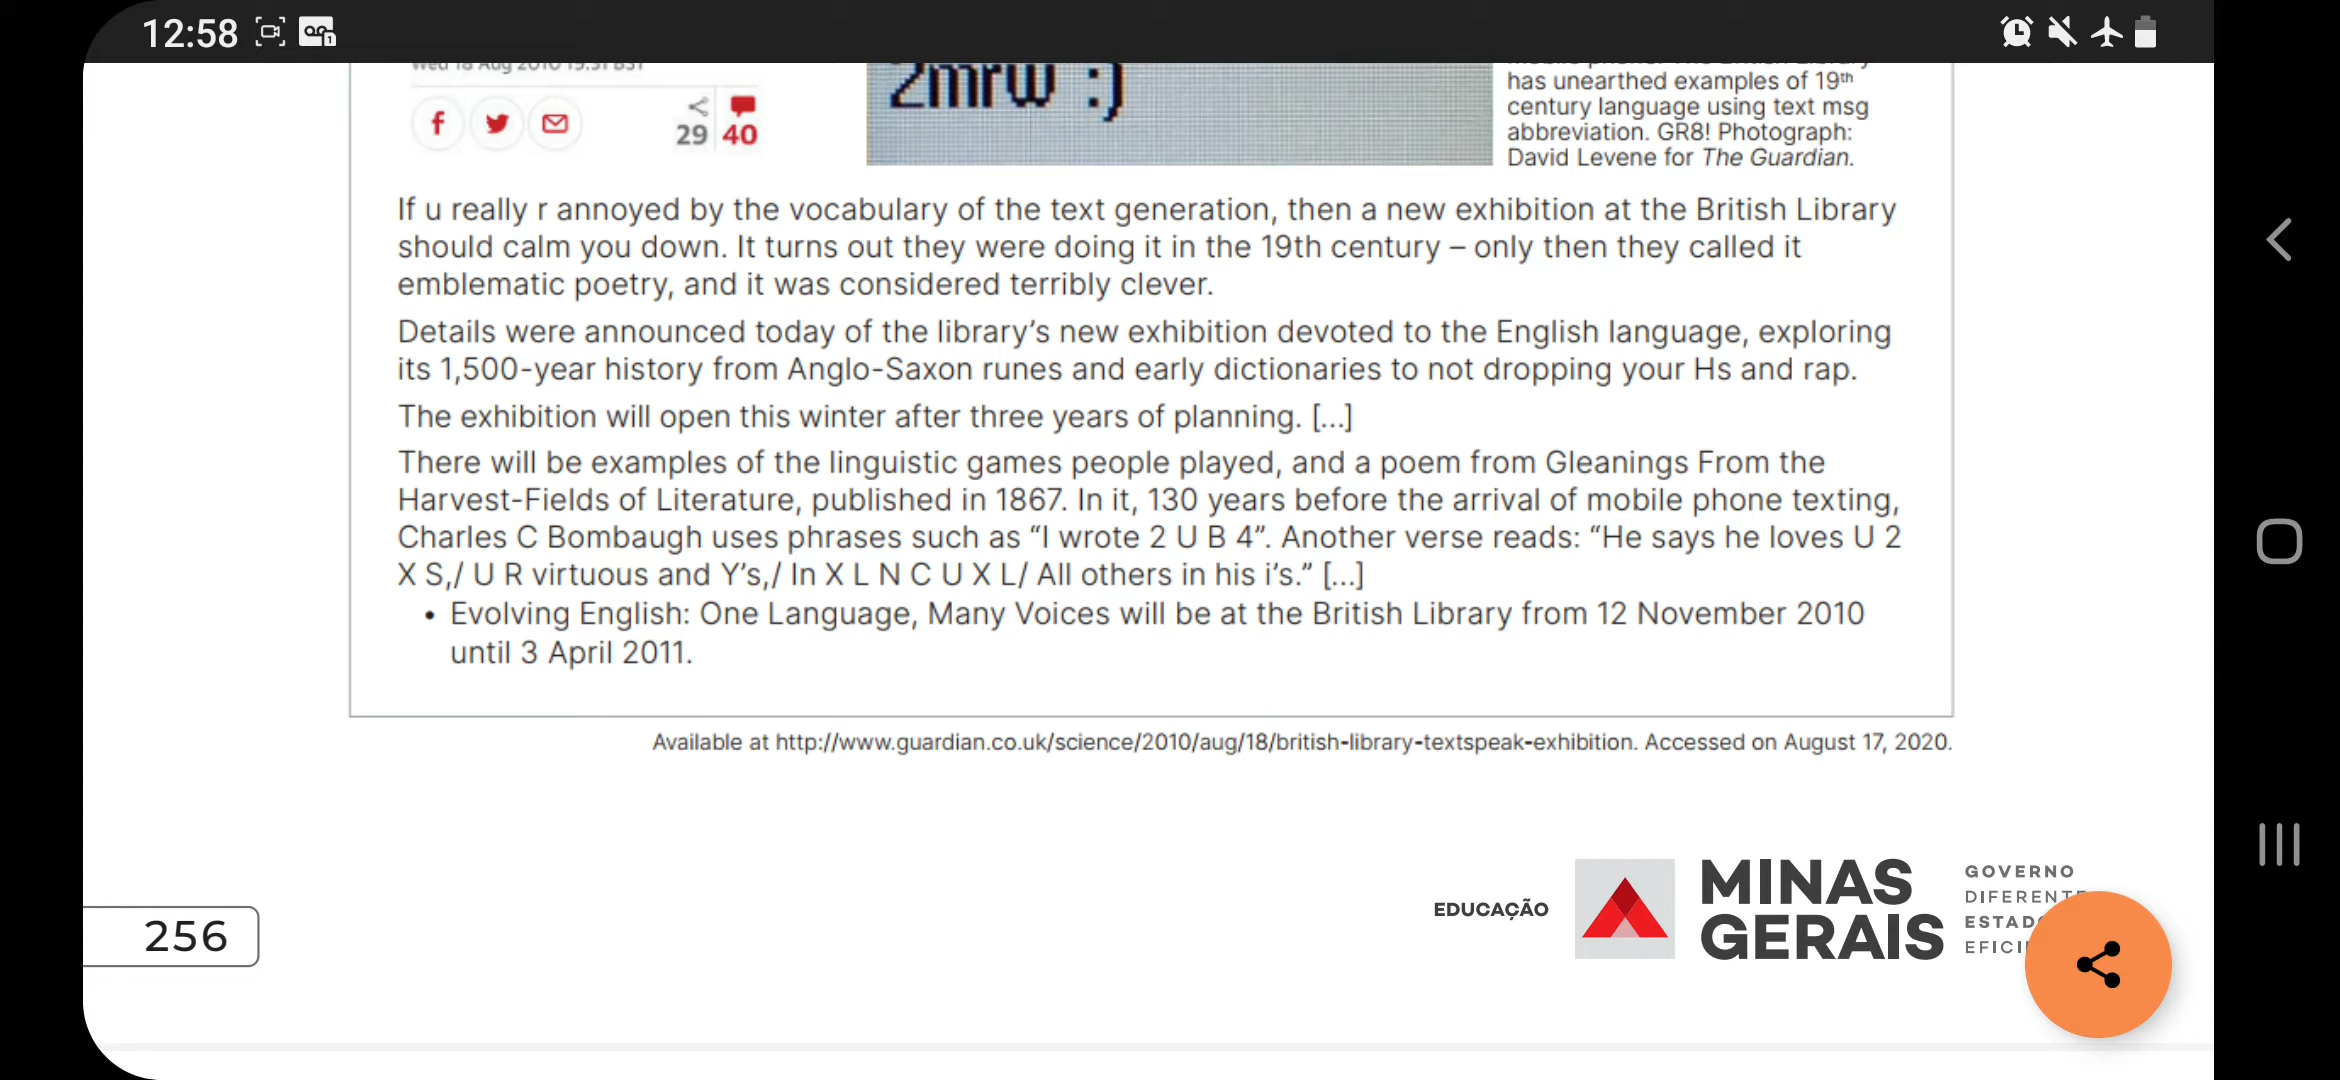 12:58
Wed 18 Aug 2010 19.31 BST
29 40
2mrw :)
has unearthed examples of 19th
century language using text msg
abbreviation. GR8! Photograph:
David Levene for The Guardian.
If u really r annoyed by the vocabulary of the text generation, then a new exhibition at the British Library
should calm you down. It turns out they were doing it in the 19th century – only then they called it
emblematic poetry, and it was considered terribly clever.
Details were announced today of the library's new exhibition devoted to the English language, exploring
its 1,500-year history from Anglo-Saxon runes and early dictionaries to not dropping your Hs and rap.
The exhibition will open this winter after three years of planning. [...]
There will be examples of the linguistic games people played, and a poem from Gleanings From the
Harvest-Fields of Literature, published in 1867. In it, 130 years before the arrival of mobile phone texting,
Charles C Bombaugh uses phrases such as “I wrote 2 U B 4”. Another verse reads: “He says he loves U 2
X S,/ U R virtuous and Y's,/ In X L N C U X L/ All others in his i's.” [...]
• Evolving English: One Language, Many Voices will be at the British Library from 12 November 2010
until 3 April 2011.
Available at http://www.guardian.co.uk/science/2010/aug/18/british-library-textspeak-exhibition. Accessed on August 17, 2020.
256
EDUCAÇÃO
MINAS
GERAIS
GOVERNO
DIFERENTE
ESTADO